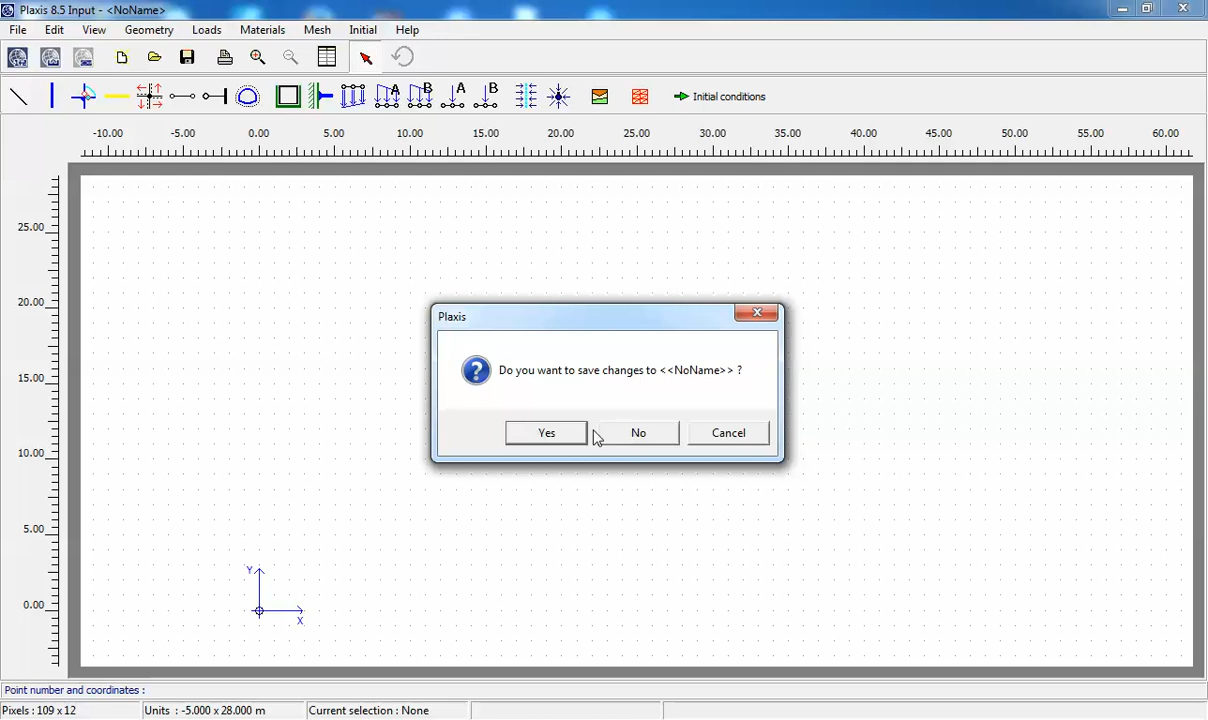 Plaxis 8.5 Input - <NoName>
File Edit View Geometry Loads Materials Mesh Initial Help
A B A B Initial conditions
-10.00 -5.00 0.00 5.00 10.00 15.00 20.00 25.00 30.00 35.00 40.00 45.00 50.00 55.00 60.00
25.00
20.00
Plaxis
Do you want to save changes to <<NoName>> ?
15.00
Yes No Cancel
10.00
5.00
Y
0.00
X
Point number and coordinates :
Pixels : 109 x 12 Units : -5.000 x 28.000 m Current selection : None